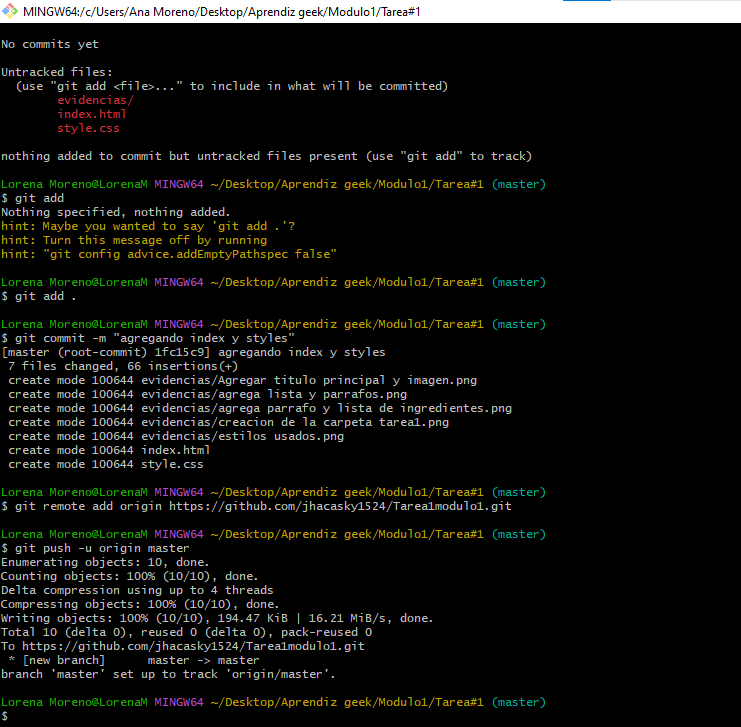 MINGW64:/c/Users/Ana Moreno/Desktop/Aprendiz geek/Modulo1/Tarea#1
No commits yet
Untracked files:
(use "git add <file>..." to include in what will be committed)
evidencias/
index.html
style.css
nothing added to commit but untracked files present (use "git add" to track)
Lorena Moreno@LorenaM MINGW64 ~/Desktop/Aprendiz geek/Modulo1/Tarea#1 (master)
$ git add
Nothing specified, nothing added.
hint: Maybe you wanted to say 'git add .'?
hint: Turn this message off by running
hint: "git config advice.addEmptyPathspec false"
Lorena Moreno@LorenaM MINGW64 ~/Desktop/Aprendiz geek/Modulo1/Tarea#1 (master)
$ git add .
Lorena Moreno@LorenaM MINGW64 ~/Desktop/Aprendiz geek/Modulo1/Tarea#1 (master)
$ git commit -m "agregando index y styles"
[master (root-commit) 1fc15c9] agregando index y styles
7 files changed, 66 insertions(+)
create mode 100644 evidencias/Agregar titulo principal y imagen.png
create mode 100644 evidencias/agrega lista y parrafos.png
create mode 100644 evidencias/agrega parrafo y lista de ingredientes.png
create mode 100644 evidencias/creacion de la carpeta tarea1.png
create mode 100644 evidencias/estilos usados.png
create mode 100644 index.html
create mode 100644 style.css
Lorena Moreno@LorenaM MINGW64 ~/Desktop/Aprendiz geek/Modulo1/Tarea#1 (master)
$ git remote add origin https://github.com/jhacasky1524/Tarea1modulo1.git
Lorena Moreno@LorenaM MINGW64 ~/Desktop/Aprendiz geek/Modulo1/Tarea#1 (master)
$ git push -u origin master
Enumerating objects: 10, done.
Counting objects: 100% (10/10), done.
Delta compression using up to 4 threads
Compressing objects: 100% (10/10), done.
Writing objects: 100% (10/10), 194.47 KiB | 16.21 MiB/s, done.
Total 10 (delta 0), reused 0 (delta 0), pack-reused 0
To https://github.com/jhacasky1524/Tarea1modulo1.git
* [new branch]      master -> master
branch 'master' set up to track 'origin/master'.
Lorena Moreno@LorenaM MINGW64 ~/Desktop/Aprendiz geek/Modulo1/Tarea#1 (master)
$